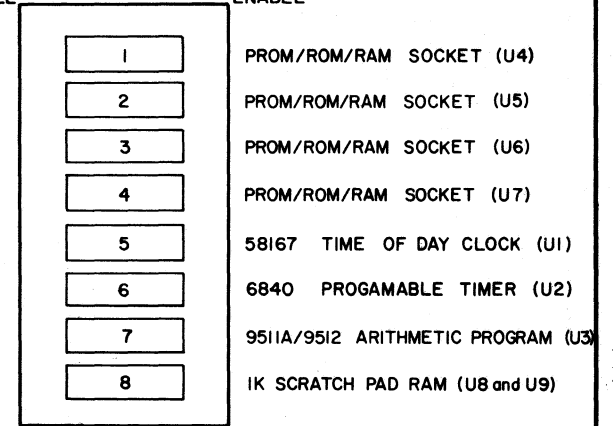 ENABLE
1 PROM/ROM/RAM SOCKET (U4)
2 PROM/ROM/RAM SOCKET (U5)
3 PROM/ROM/RAM SOCKET (U6)
4 PROM/ROM/RAM SOCKET (U7)
5 58167 TIME OF DAY CLOCK (U1)
6 6840 PROGAMABLE TIMER (U2)
7 9511A/9512 ARITHMETIC PROGRAM (U3)
8 1K SCRATCH PAD RAM (U8 and U9)